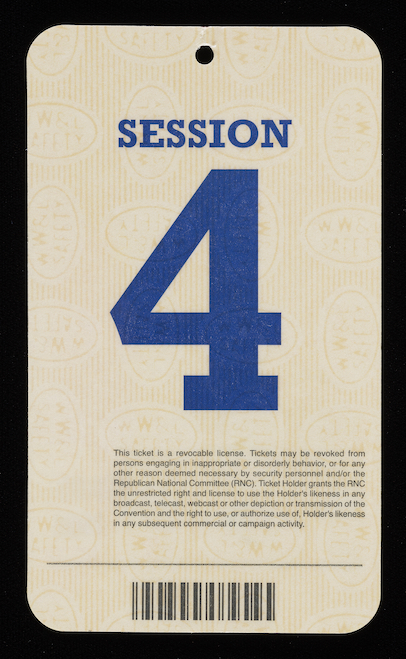 SESSION
4
This ticket is a revocable license. Tickets may be revoked from
persons engaging in inappropriate or disorderly behavior, or for any
other reason deemed necessary by security personnel and/or the
Republican National Committee (RNC). Ticket Holder grants the RNC
the unrestricted right and license to use the Holder's likeness in any
broadcast, telecast, webcast or other depiction or transmission of the
Convention and the right to use, or authorize use of, Holder's likeness
in any subsequent commercial or campaign activity.